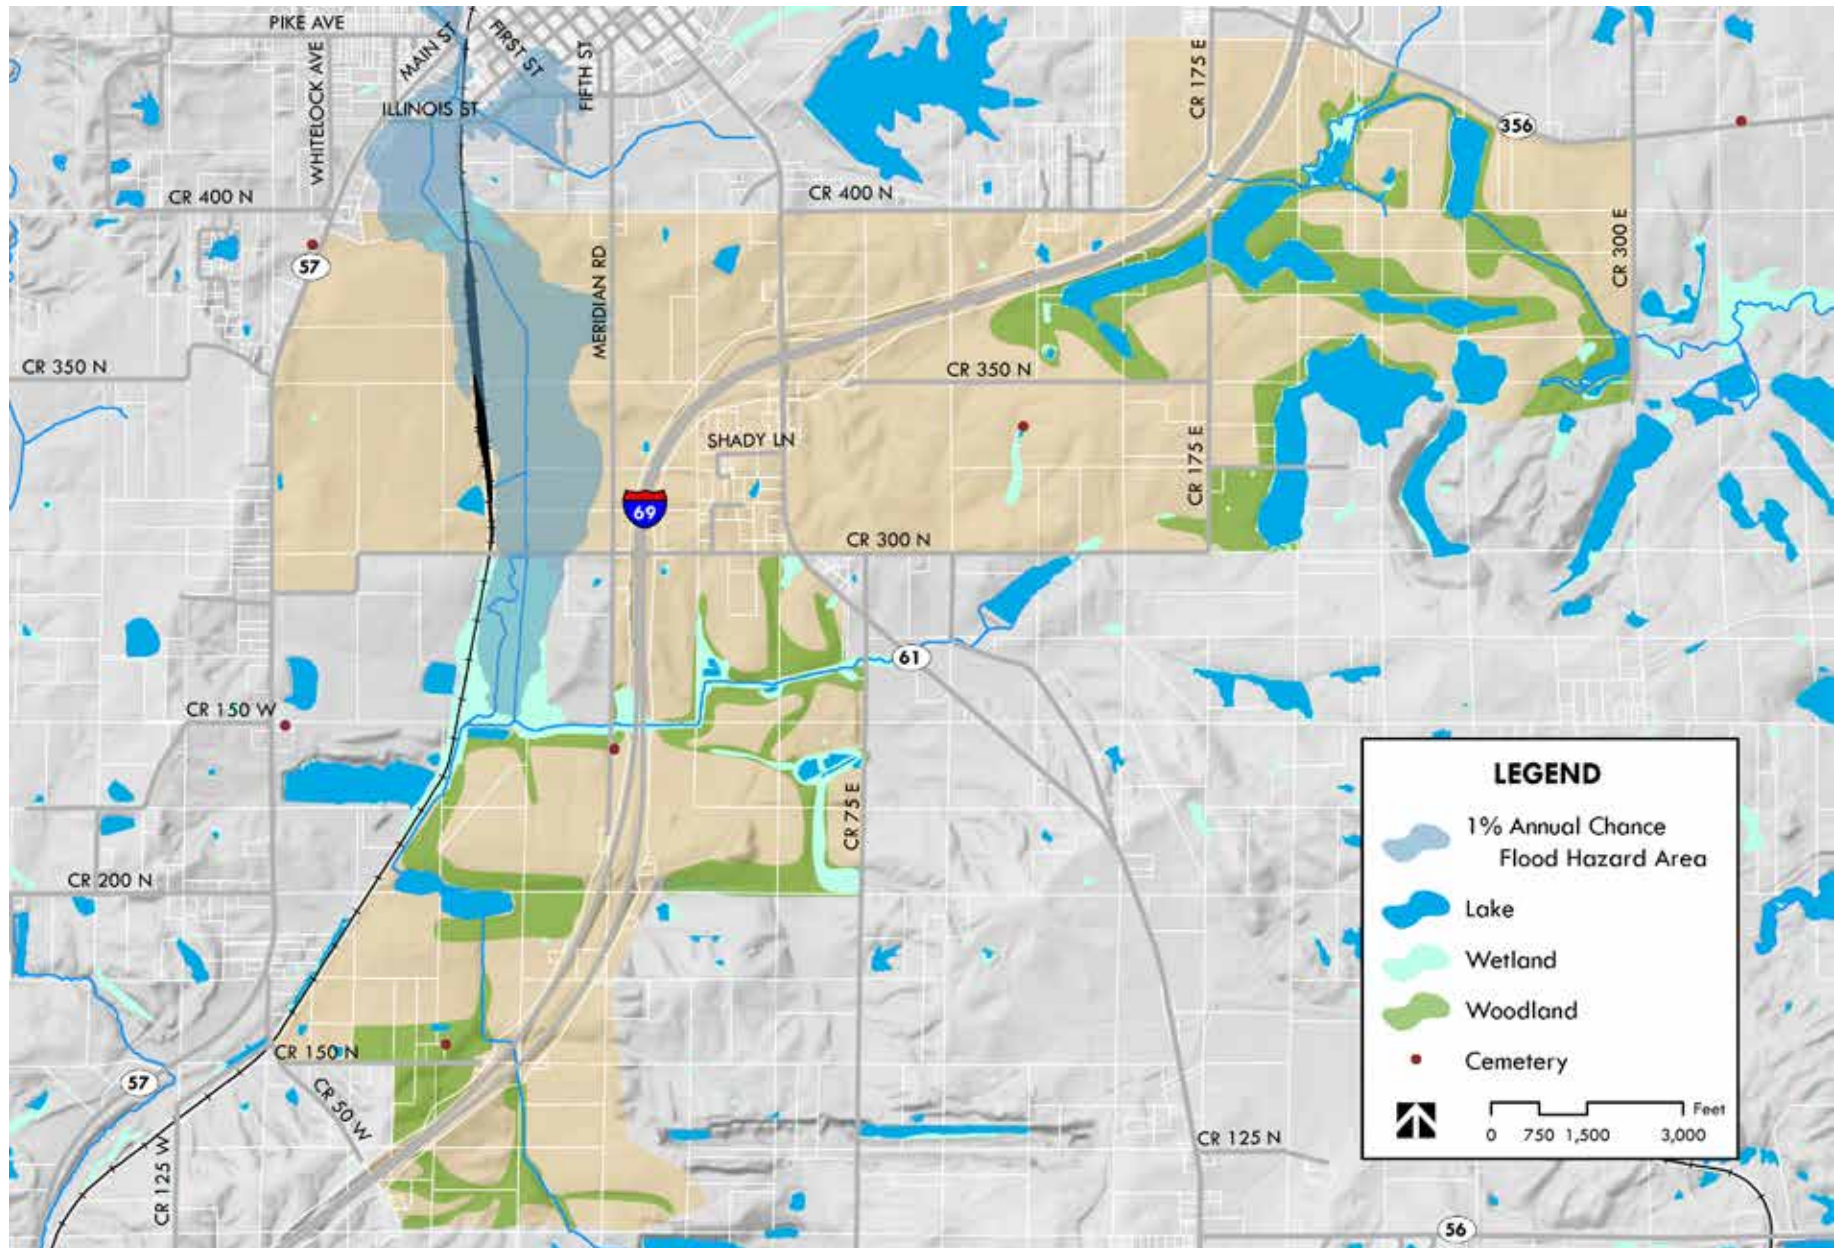 PIKE AVE
MAIN ST
FIRST ST
FIFTH ST
WHITELOCK AVE
ILLINOIS ST
CR 175 E
356
CR 400 N
CR 400 N
57
MERIDIAN RD
CR 300 E
CR 350 N
CR 350 N
SHADY LN
CR 175 E
69
CR 300 N
61
CR 150 W
CR 75 E
CR 200 N
CR 150 N
57
CR 50 W
CR 125 W
CR 125 N
56
LEGEND
1% Annual Chance
Flood Hazard Area
Lake
Wetland
Woodland
Cemetery
Feet
0 750 1,500 3,000